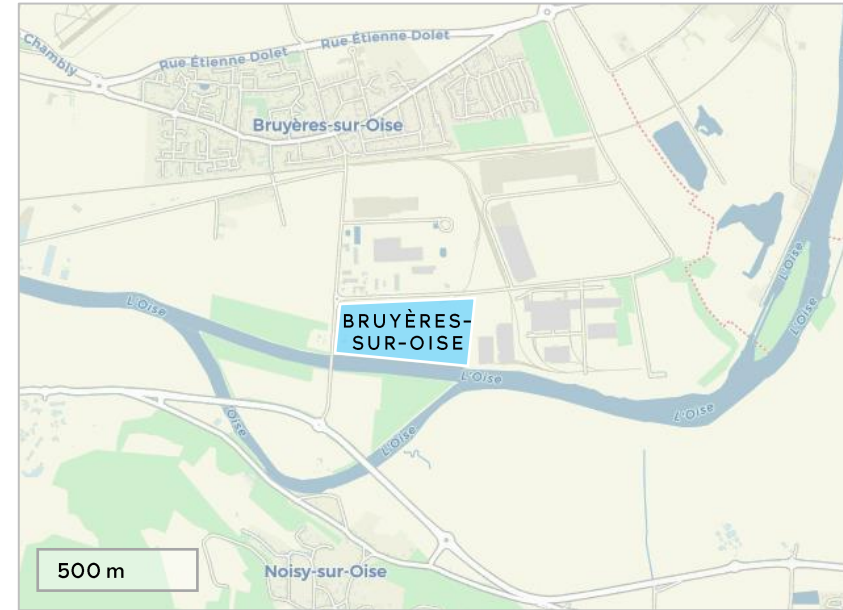 Chambly
Rue Étienne Dolet
Rue Étienne Dolet
Bruyères-sur-Oise
L'Oise
L'Oise
L'Oise
BRUYÈRES-
SUR-OISE
L'Oise
L'Oise
L'Oise
L'Oise
500 m
Noisy-sur-Oise